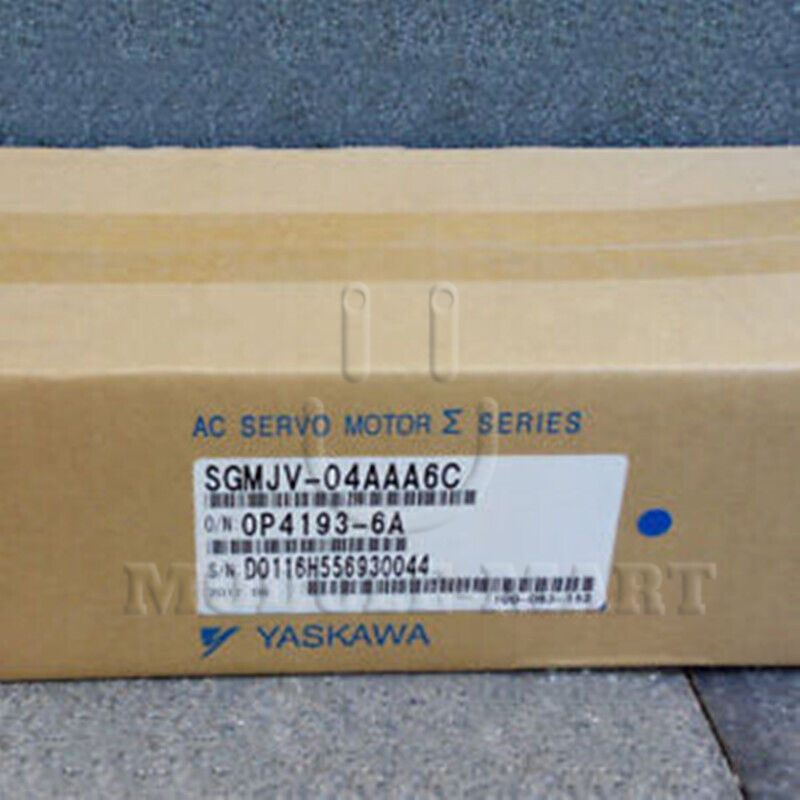 AC SERVO MOTOR Σ SERIES
SGMJV-04AAA6C
O/N 0P4193-6A
S/N D0116H556930044
YASKAWA